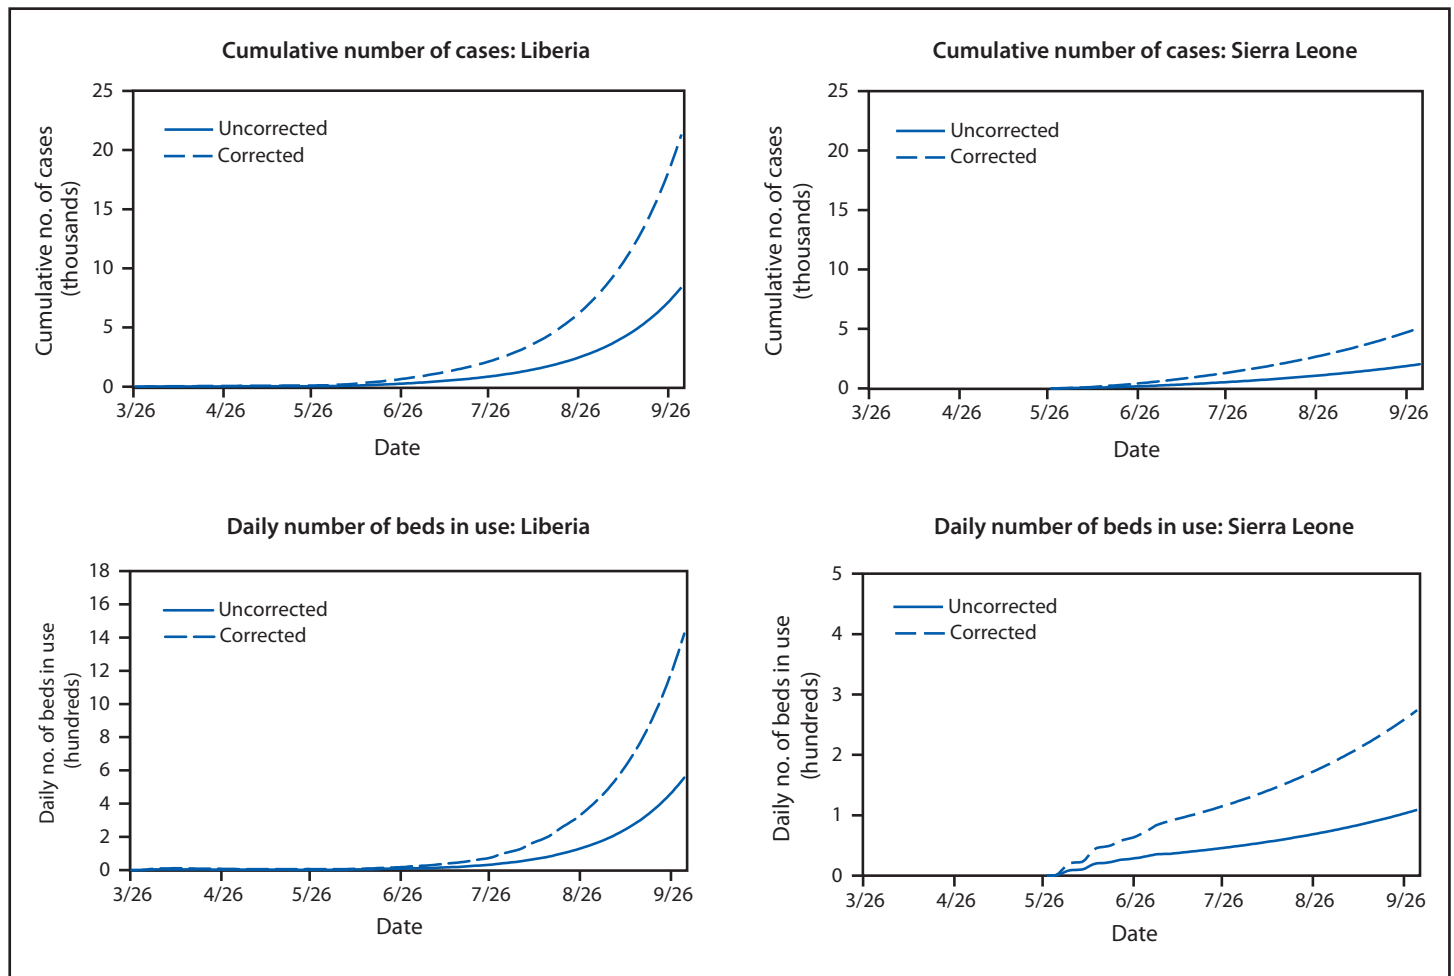 Cumulative number of cases: Liberia
Cumulative no. of cases
(thousands)
25
20
15
10
5
0
Uncorrected
Corrected
3/26 4/26 5/26 6/26 7/26 8/26 9/26
Date
Cumulative number of cases: Sierra Leone
Cumulative no. of cases
(thousands)
25
20
15
10
5
0
Uncorrected
Corrected
3/26 4/26 5/26 6/26 7/26 8/26 9/26
Date
Daily number of beds in use: Liberia
Daily no. of beds in use
(hundreds)
18
16
14
12
10
8
6
4
2
0
Uncorrected
Corrected
3/26 4/26 5/26 6/26 7/26 8/26 9/26
Date
Daily number of beds in use: Sierra Leone
Daily no. of beds in use
(hundreds)
5
4
3
2
1
0
Uncorrected
Corrected
3/26 4/26 5/26 6/26 7/26 8/26 9/26
Date